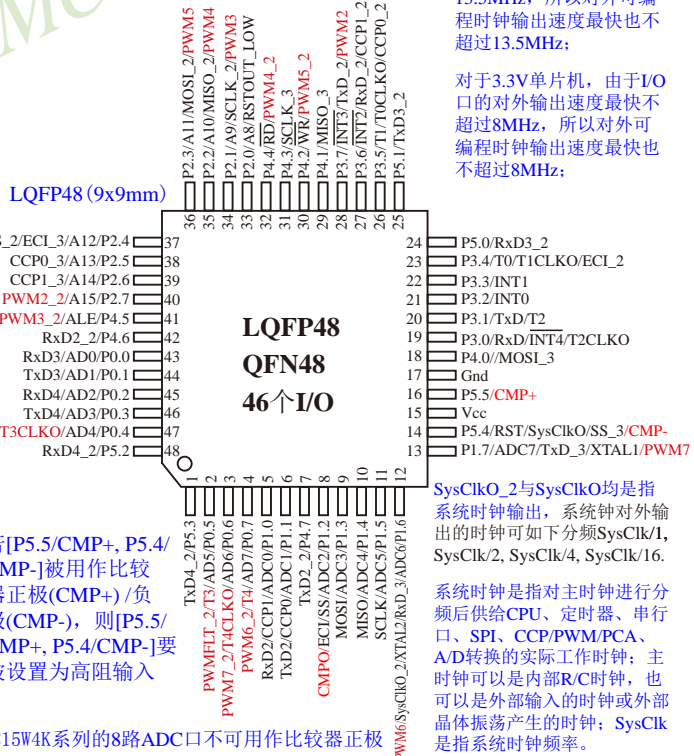 MC
13.5MHz，所以对外可编
程时钟输出速度最快也不
超过13.5MHz；
对于3.3V单片机，由于I/O
口的对外输出速度最快不
超过8MHz，所以对外可
编程时钟输出速度最快也
不超过8MHz；
LQFP48(9x9mm)
P2.3/A11/MOSI_2/PWM5
P2.2/A10/MISO_2/PWM4
P2.1/A9/SCLK_2/PWM3
P2.0/A8/RSTOUT_LOW
P4.4/RD/PWM4_2
P4.3/SCLK_3
P4.2/WR/PWM5_2
P4.1/MISO_3
P3.7/INT3/TxD_2/PWM2
P3.6/INT2/RxD_2/CCP1_2
P3.5/T1/T0CLKO/CCP0_2
P5.1/TxD3_2
36 35 34 33 32 31 30 29 28 27 26 25
S_2/ECI_3/A12/P2.4 37
CCP0_3/A13/P2.5 38
CCP1_3/A14/P2.6 39
PWM2_2/A15/P2.7 40
PWM3_2/ALE/P4.5 41
RxD2_2/P4.6 42
RxD3/AD0/P0.0 43
TxD3/AD1/P0.1 44
RxD4/AD2/P0.2 45
TxD4/AD3/P0.3 46
T3CLKO/AD4/P0.4 47
RxD4_2/P5.2 48
LQFP48
QFN48
46个I/O
24 P5.0/RxD3_2
23 P3.4/T0/T1CLKO/ECI_2
22 P3.3/INT1
21 P3.2/INT0
20 P3.1/TxD/T2
19 P3.0/RxD/INT4/T2CLKO
18 P4.0//MOSI_3
17 Gnd
16 P5.5/CMP+
15 Vcc
14 P5.4/RST/SysClkO/SS_3/CMP-
13 P1.7/ADC7/TxD_3/XTAL1/PWM7
1 2 3 4 5 6 7 8 9 10 11 12
TxD4_2/P5.3
PWMFLT_2/T3/AD5/P0.5
PWM7_2/T4CLKO/AD6/P0.6
PWM6_2/T4/AD7/P0.7
RxD2/CCP1/ADC0/P1.0
TxD2/CCP0/ADC1/P1.1
TxD2_2/P4.7
CMPO/ECI/SS/ADC2/P1.2
MOSI/ADC3/P1.3
MISO/ADC4/P1.4
SCLK/ADC5/P1.5
PWM6/SysClkO_2/XTAL2/RxD_3/ADC6/P1.6
[P5.5/CMP+, P5.4/
CMP-]被用作比较
器正极(CMP+) /负
极(CMP-)，则[P5.5/
CMP+, P5.4/CMP-]要
被设置为高阻输入
15W4K系列的8路ADC口不可用作比较器正极
SysClkO_2与SysClkO均是指
系统时钟输出，系统钟对外输
出的时钟可如下分频SysClk/1,
SysClk/2, SysClk/4, SysClk/16.
系统时钟是指对主时钟进行分
频后供给CPU、定时器、串行
口、SPI、CCP/PWM/PCA、
A/D转换的实际工作时钟；主
时钟可以是内部R/C时钟，也
可以是外部输入的时钟或外部
晶体振荡产生的时钟；SysClk
是指系统时钟频率。